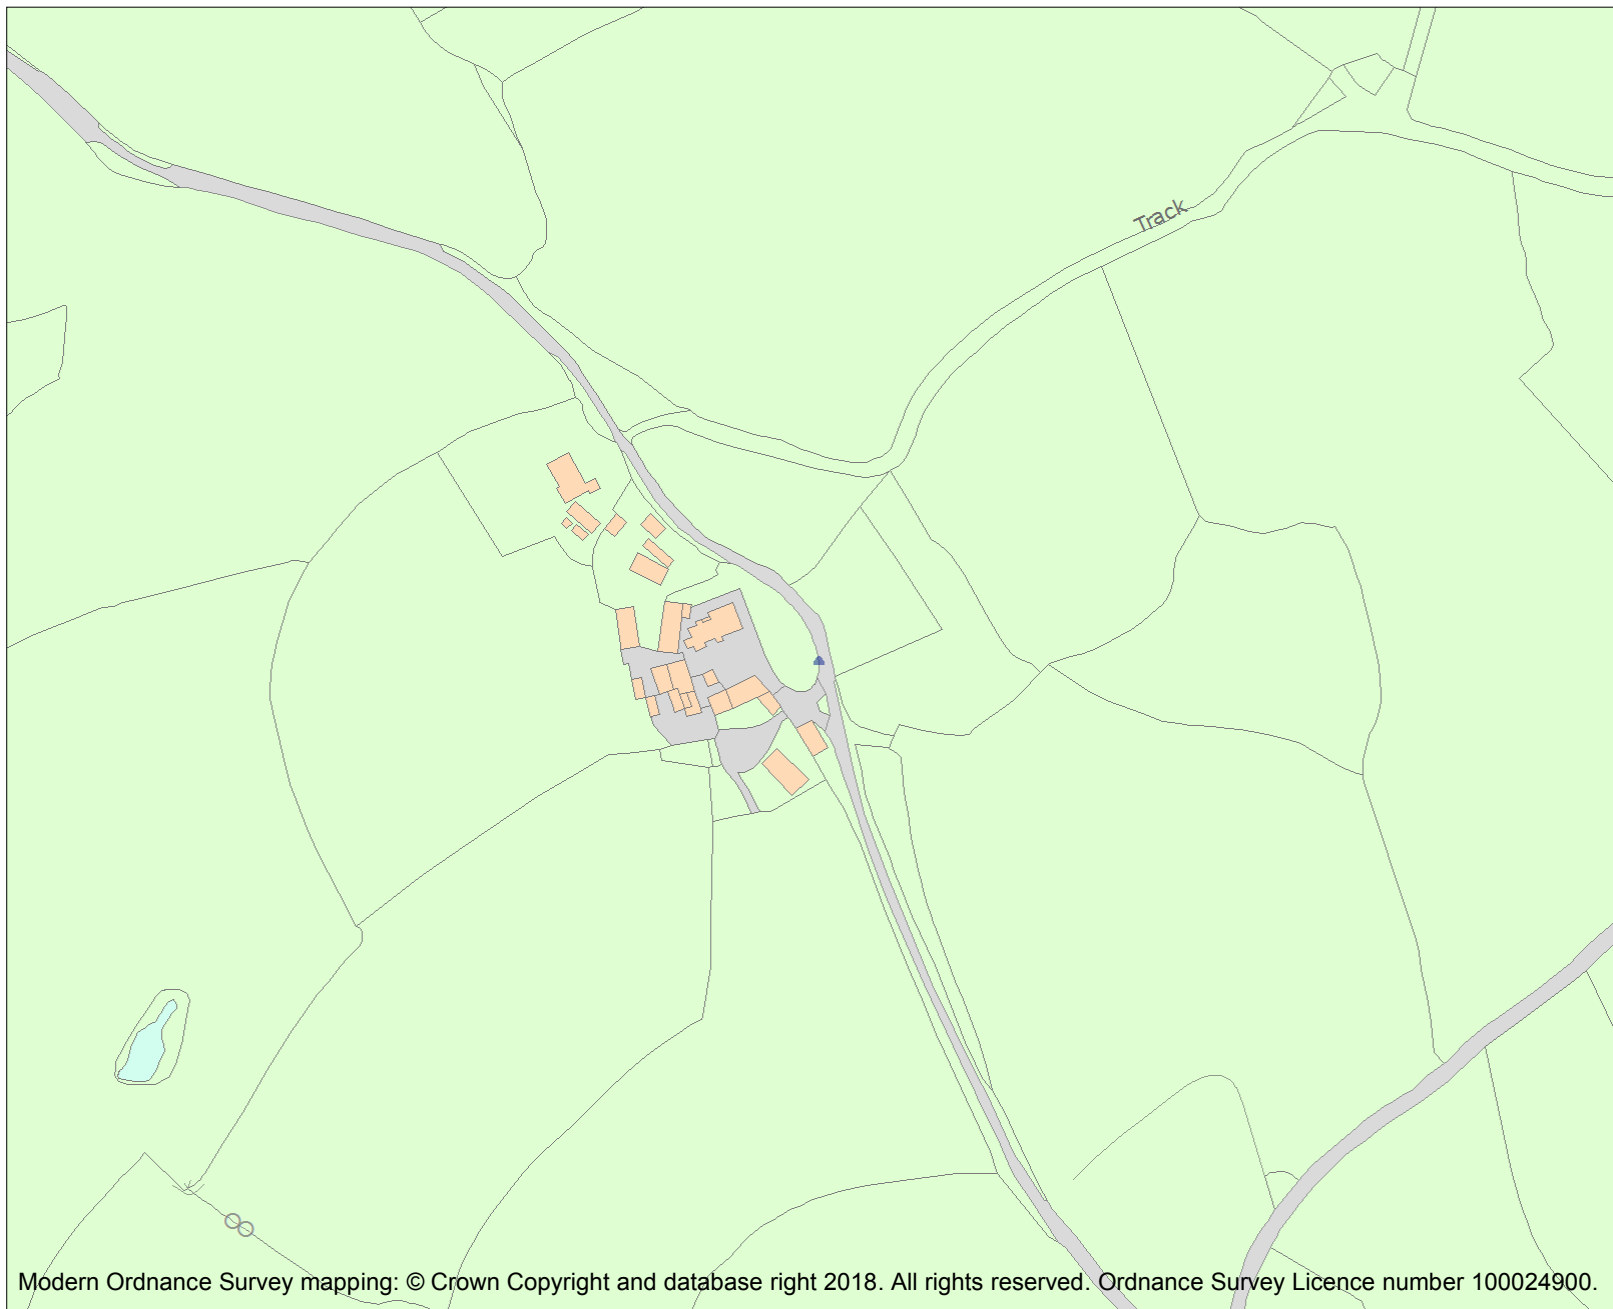 Track
Modern Ordnance Survey mapping: © Crown Copyright and database right 2018. All rights reserved. Ordnance Survey Licence number 100024900.